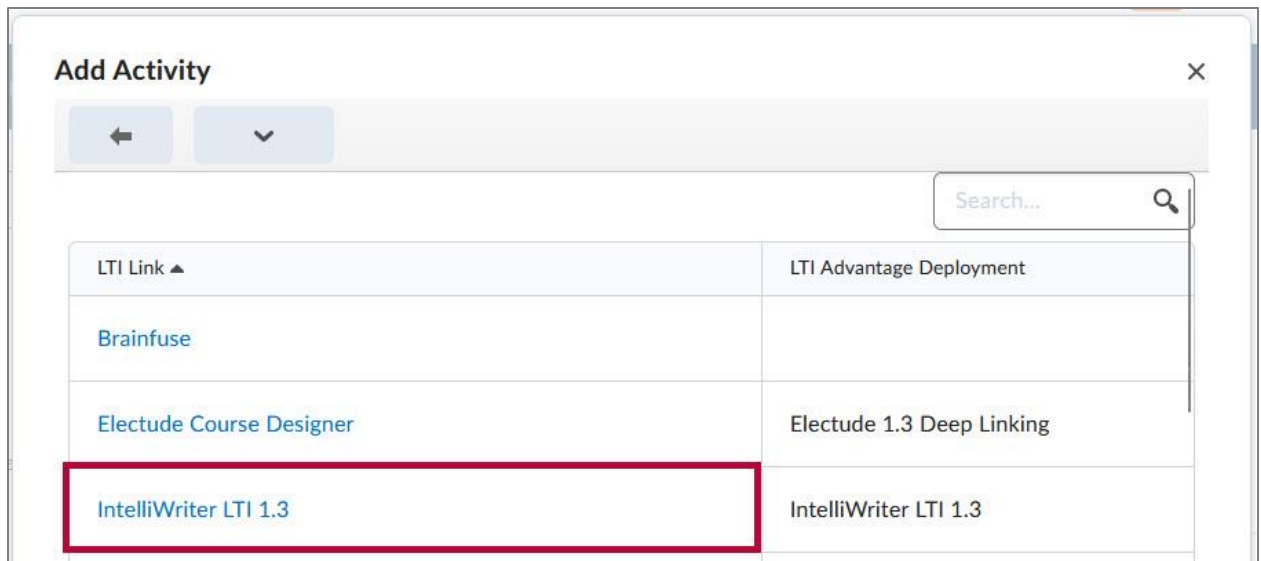 Add Activity
Search...
LTI Link LTI Advantage Deployment
Brainfuse
Electude Course Designer Electude 1.3 Deep Linking
IntelliWriter LTI 1.3 IntelliWriter LTI 1.3